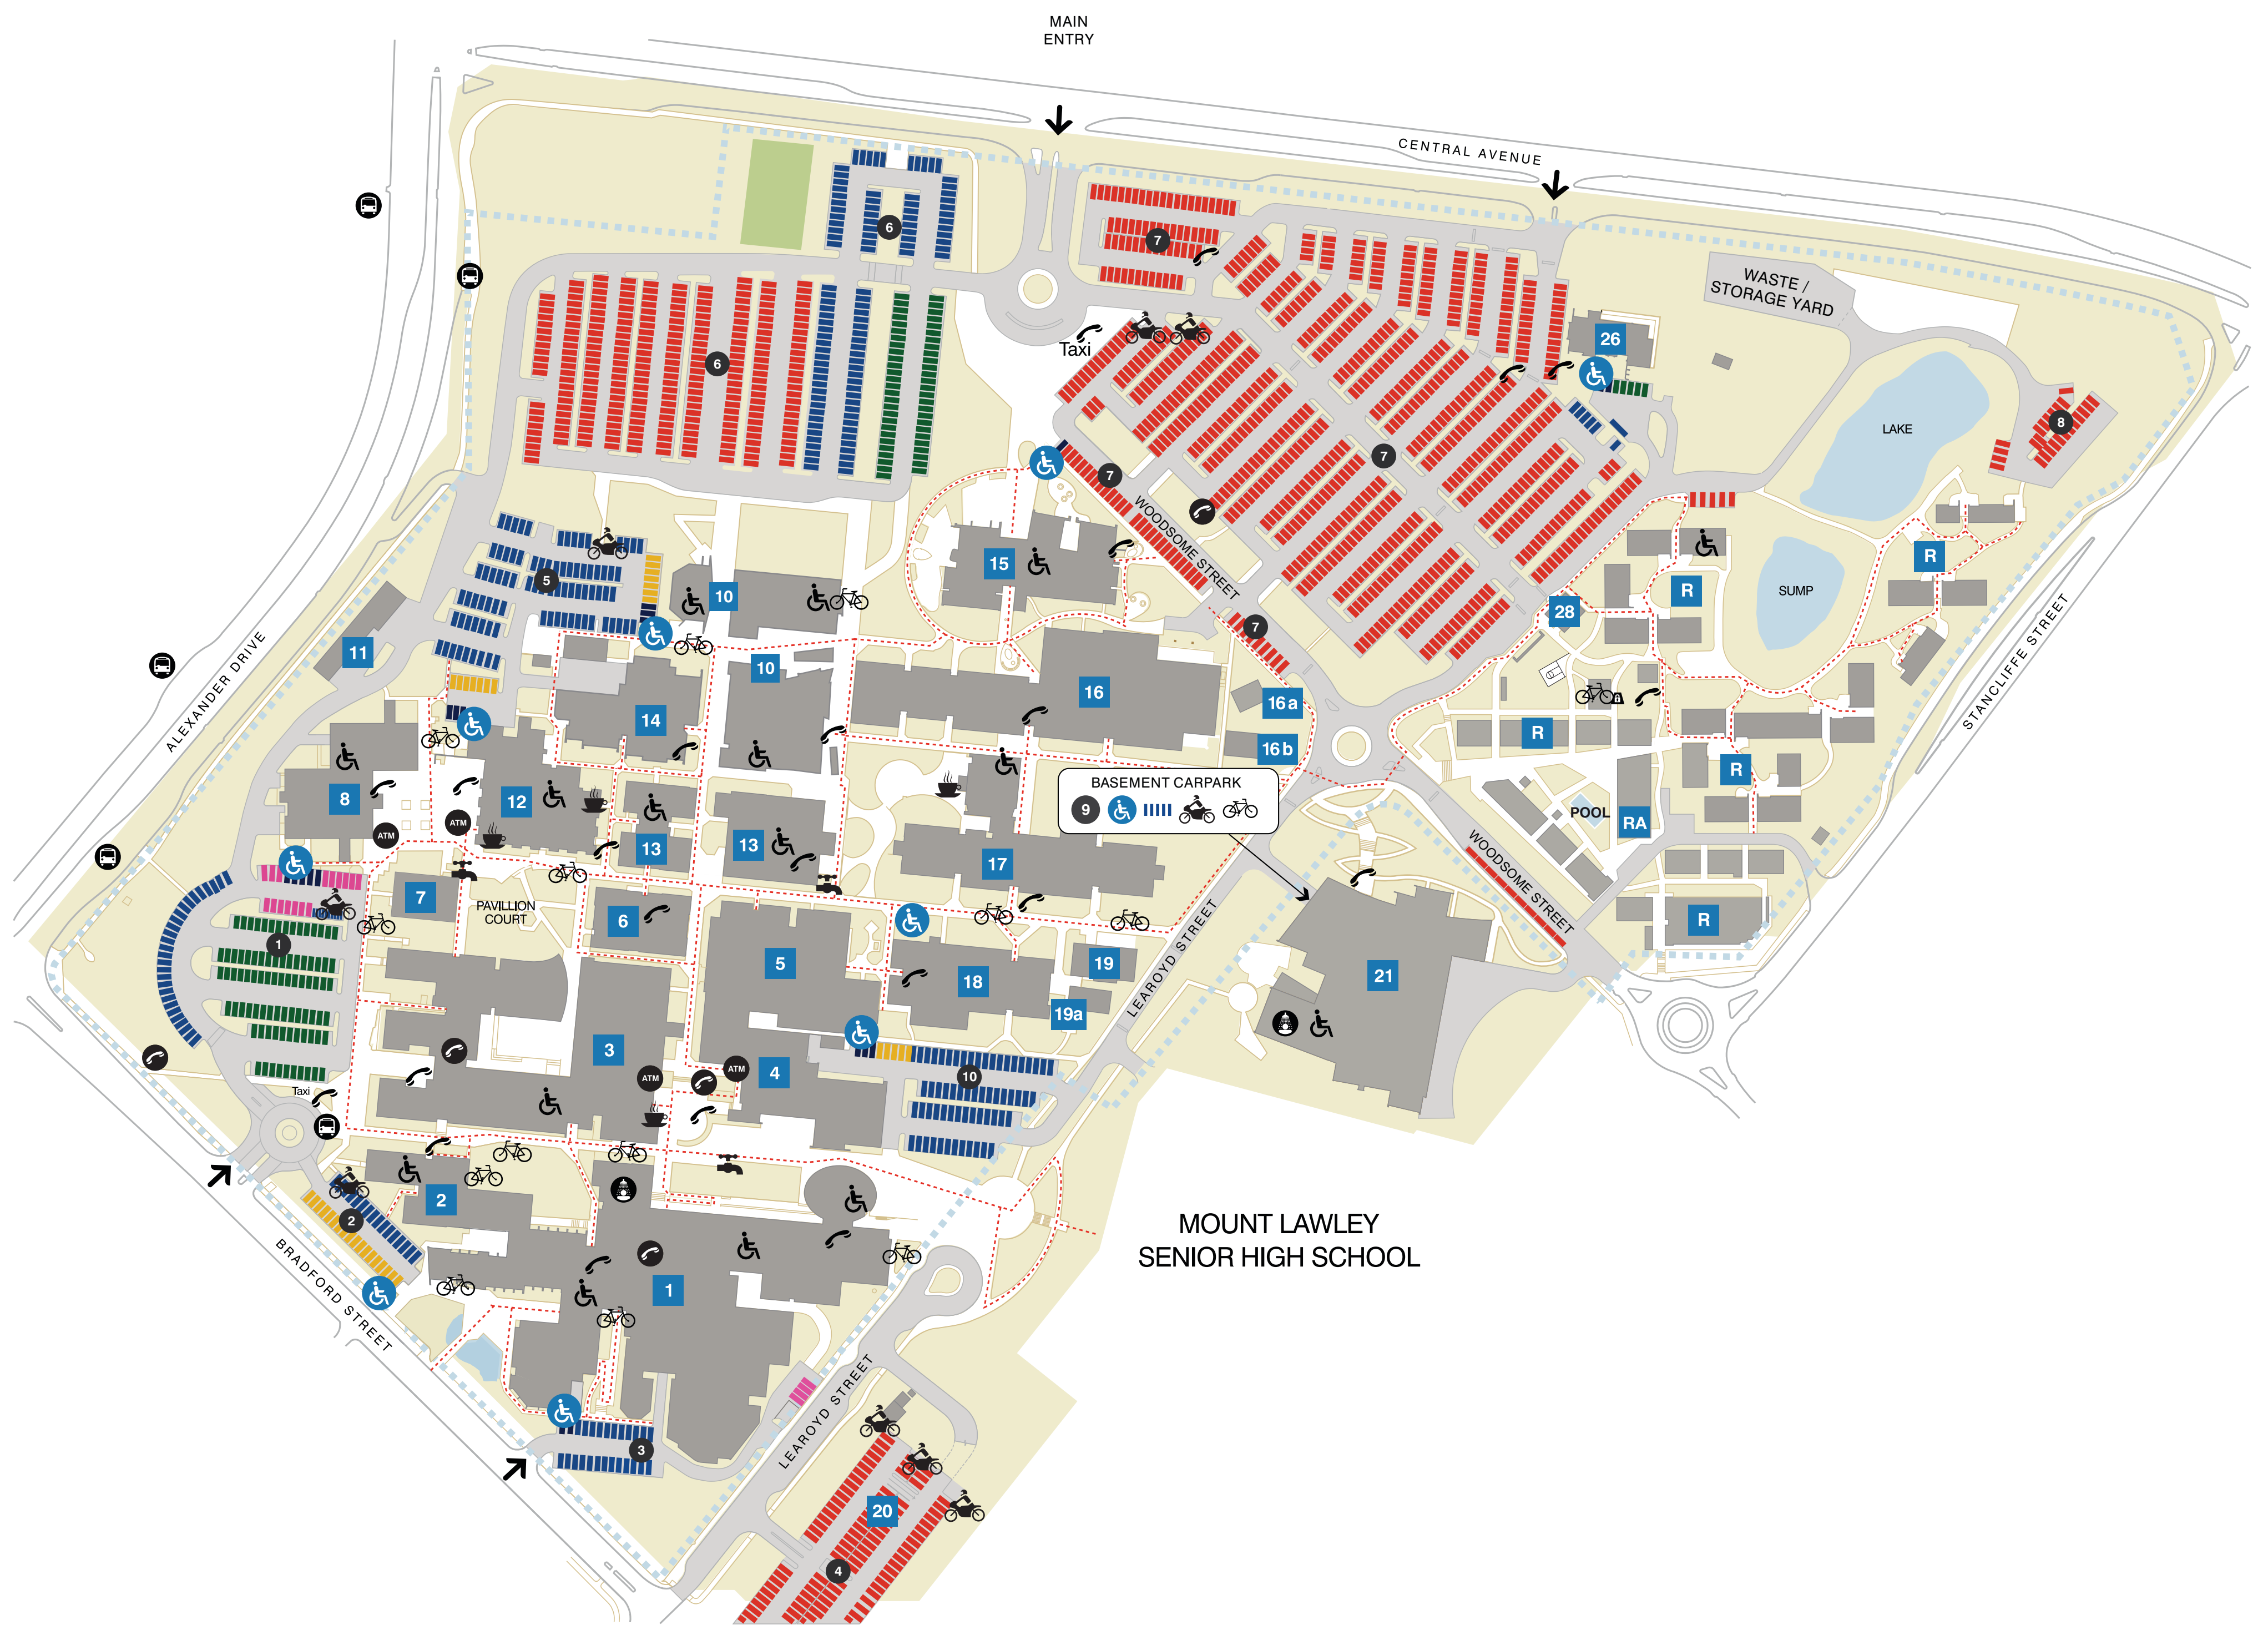 MAIN
ENTRY
CENTRAL AVENUE
6
7
WASTE /
STORAGE YARD
26
Taxi
6
LAKE
8
7
7
WOODSOME STREET
15
R
5
10
R
SUMP
28
7
11
10
16
16 a
14
ALEXANDER DRIVE
STANCLIFFE STREET
R
16 b
R
BASEMENT CARPARK
9
8
12
ATM
ATM
13
13
17
POOL
RA
WOODSOME STREET
7
PAVILLION
COURT
6
R
1
5
18
19
21
LEAROYD STREET
19a
3
4
ATM
ATM
10
Taxi
2
2
MOUNT LAWLEY
SENIOR HIGH SCHOOL
BRADFORD STREET
1
LEAROYD STREET
3
20
4